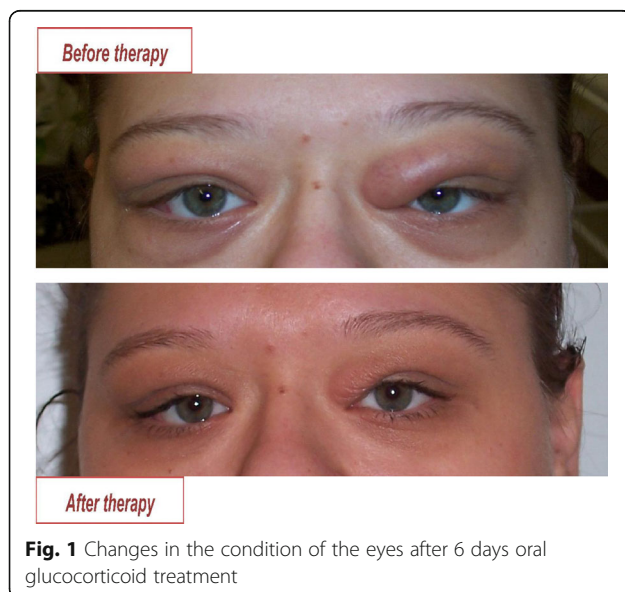 Before therapy
After therapy
Fig. 1 Changes in the condition of the eyes after 6 days oral
glucocorticoid treatment